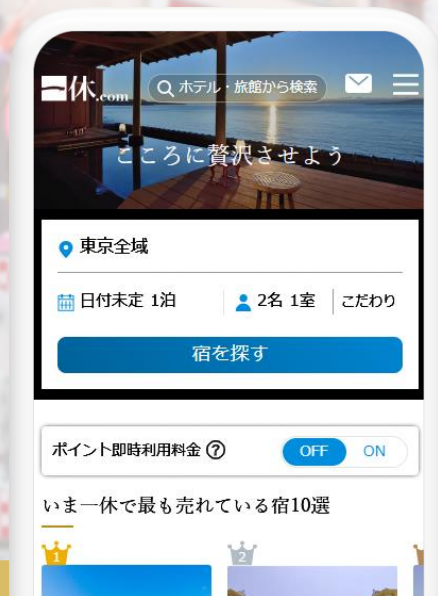 一休.com
ホテル・旅館から検索
こころに贅沢させよう
東京全域
日付未定 1泊
2名 1室
こだわり
宿を探す
ポイント即時利用料金 ?
OFF
ON
いま一休で最も売れている宿10選
1
2